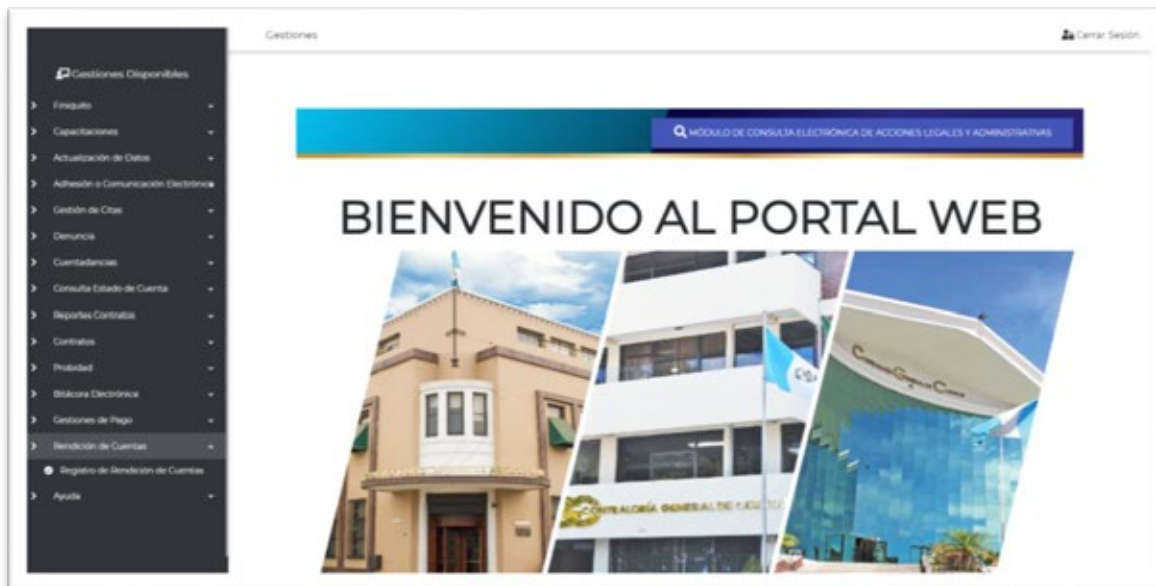 Gestiones
Cerrar Sesión
Gestiones Disponibles
Finiquito
Capacitaciones
Actualización de Datos
Adhesión o Comunicación Electrónica
Gestión de Citas
Denuncia
Cuentadancias
Consulta Estado de Cuenta
Reportes Contratos
Contratos
Probidad
Bitácora Electrónica
Gestiones de Pago
Rendición de Cuentas
Registro de Rendición de Cuentas
Ayuda
MÓDULO DE CONSULTA ELECTRÓNICA DE ACCIONES LEGALES Y ADMINISTRATIVAS
BIENVENIDO AL PORTAL WEB
CONTRALORÍA GENERAL DE